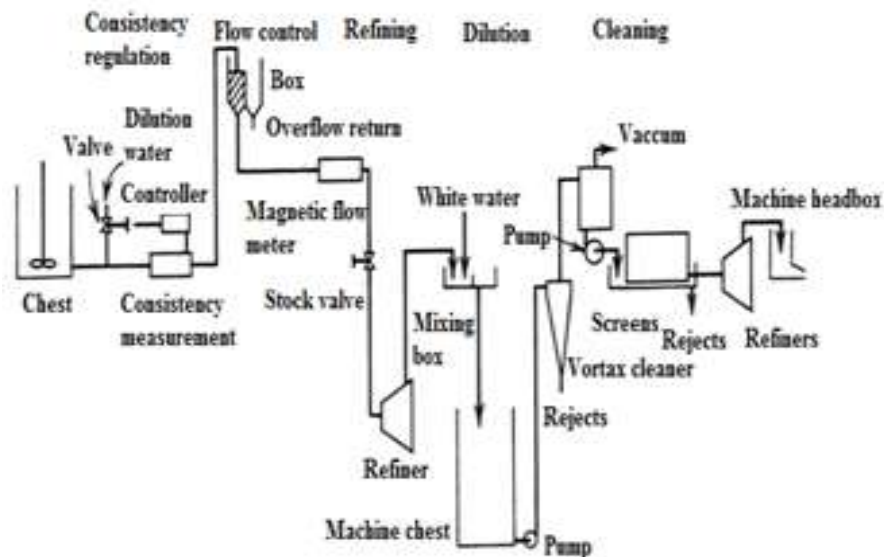 Consistency
regulation
Flow control
Refining
Dilution
Cleaning
Box
Overflow return
Dilution
water
Valve
Controller
Vaccum
White water
Machine headbox
Magnetic flow
meter
Pump
Chest
Consistency
measurement
Stock valve
Mixing
box
Screens
Rejects
Refiners
Vortax cleaner
Rejects
Refiner
Machine chest
Pump